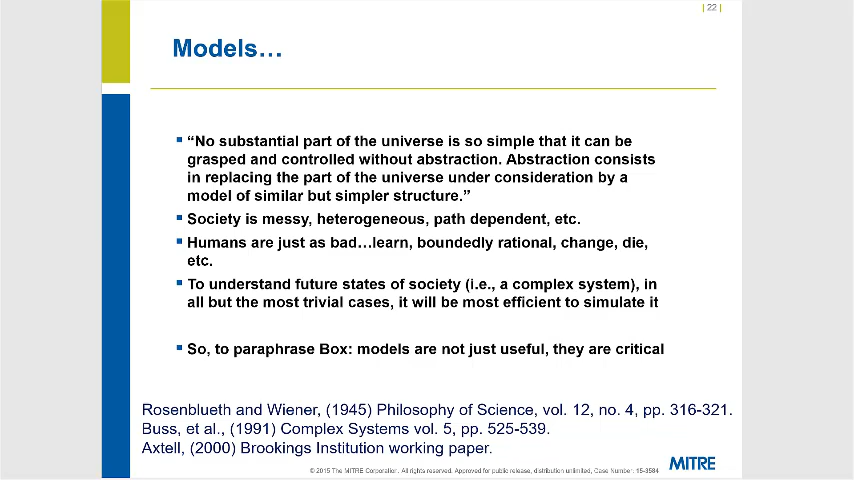 | 22 |
Models…
“No substantial part of the universe is so simple that it can be
grasped and controlled without abstraction. Abstraction consists
in replacing the part of the universe under consideration by a
model of similar but simpler structure.”
Society is messy, heterogeneous, path dependent, etc.
Humans are just as bad…learn, boundedly rational, change, die,
etc.
To understand future states of society (i.e., a complex system), in
all but the most trivial cases, it will be most efficient to simulate it
So, to paraphrase Box: models are not just useful, they are critical
Rosenblueth and Wiener, (1945) Philosophy of Science, vol. 12, no. 4, pp. 316-321.
Buss, et al., (1991) Complex Systems vol. 5, pp. 525-539.
Axtell, (2000) Brookings Institution working paper.
© 2015 The MITRE Corporation. All rights reserved. Approved for public release, distribution unlimited, Case Number: 15-3584
MITRE